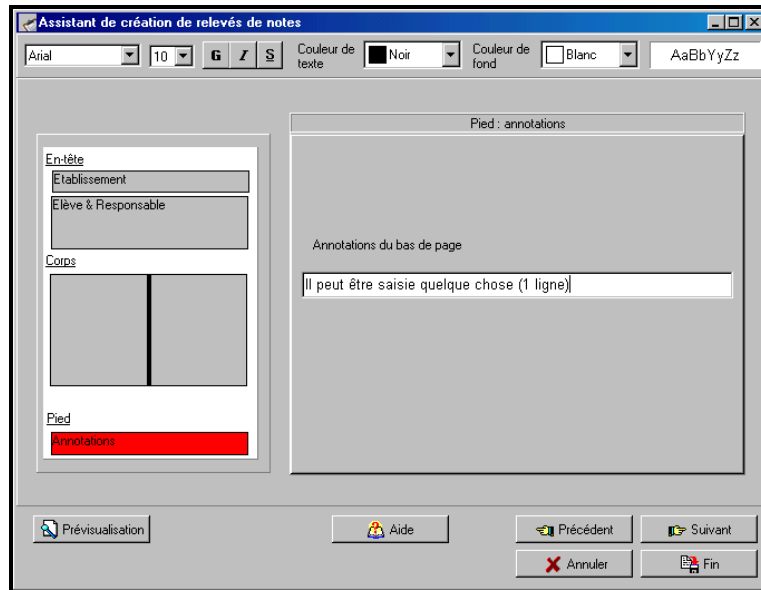 Assistant de création de relevés de notes
Arial 10 G I S Couleur de texte Noir Couleur de fond Blanc AaBbYyZz
Pied : annotations
En-tête
Etablissement
Elève & Responsable
Corps
Annotations du bas de page
Il peut être saisie quelque chose (1 ligne)
Pied
Annotations
Prévisualisation Aide Précédent Suivant
Annuler Fin